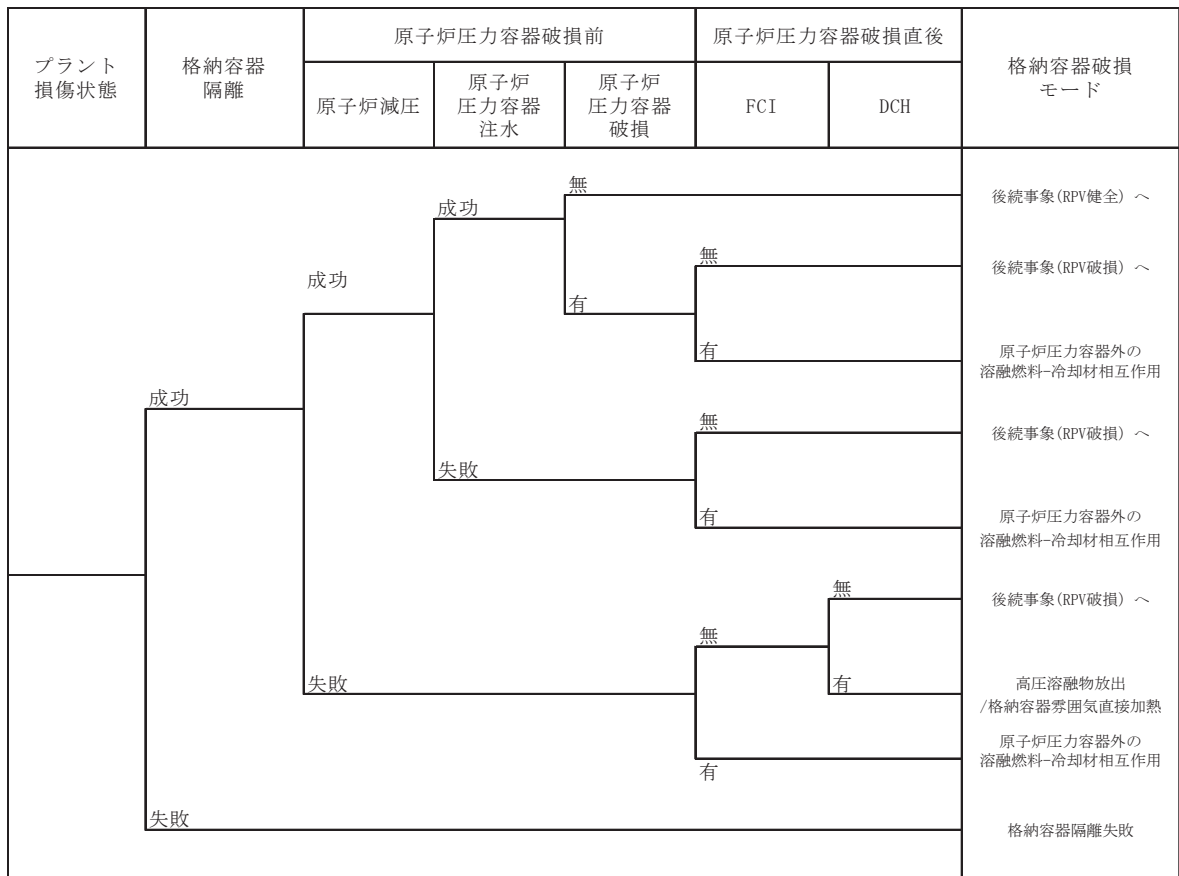 プラント
損傷状態
格納容器
隔離
原子炉圧力容器破損前
原子炉減圧
原子炉
圧力容器
注水
原子炉
圧力容器
破損
原子炉圧力容器破損直後
FCI
DCH
格納容器破損
モード
無
後続事象(RPV健全) へ
成功
無
後続事象(RPV破損) へ
成功
有
有
原子炉圧力容器外の
溶融燃料-冷却材相互作用
成功
無
後続事象(RPV破損) へ
失敗
有
原子炉圧力容器外の
溶融燃料-冷却材相互作用
無
後続事象(RPV破損) へ
無
失敗
有
高圧溶融物放出
/格納容器雰囲気直接加熱
有
原子炉圧力容器外の
溶融燃料-冷却材相互作用
失敗
格納容器隔離失敗